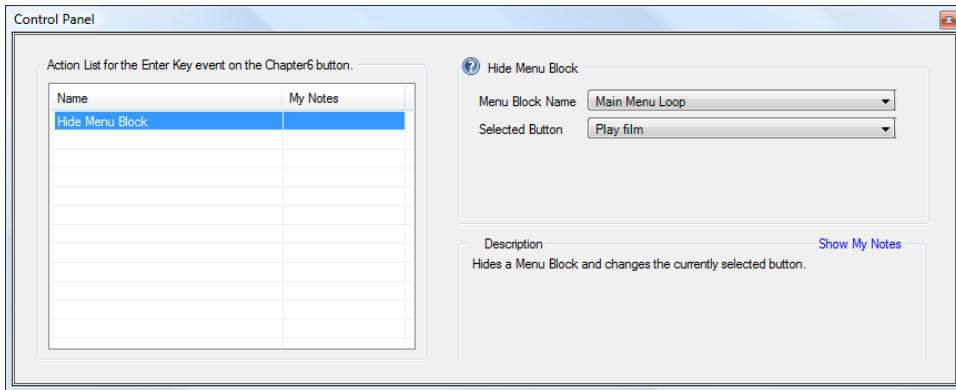 Control Panel
Action List for the Enter Key event on the Chapter6 button.
Name My Notes
Hide Menu Block
Hide Menu Block
Menu Block Name Main Menu Loop
Selected Button Play film
Description Show My Notes
Hides a Menu Block and changes the currently selected button.